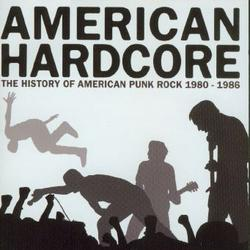 AMERICAN
HARDCORE
THE HISTORY OF AMERICAN PUNK ROCK 1980 - 1986